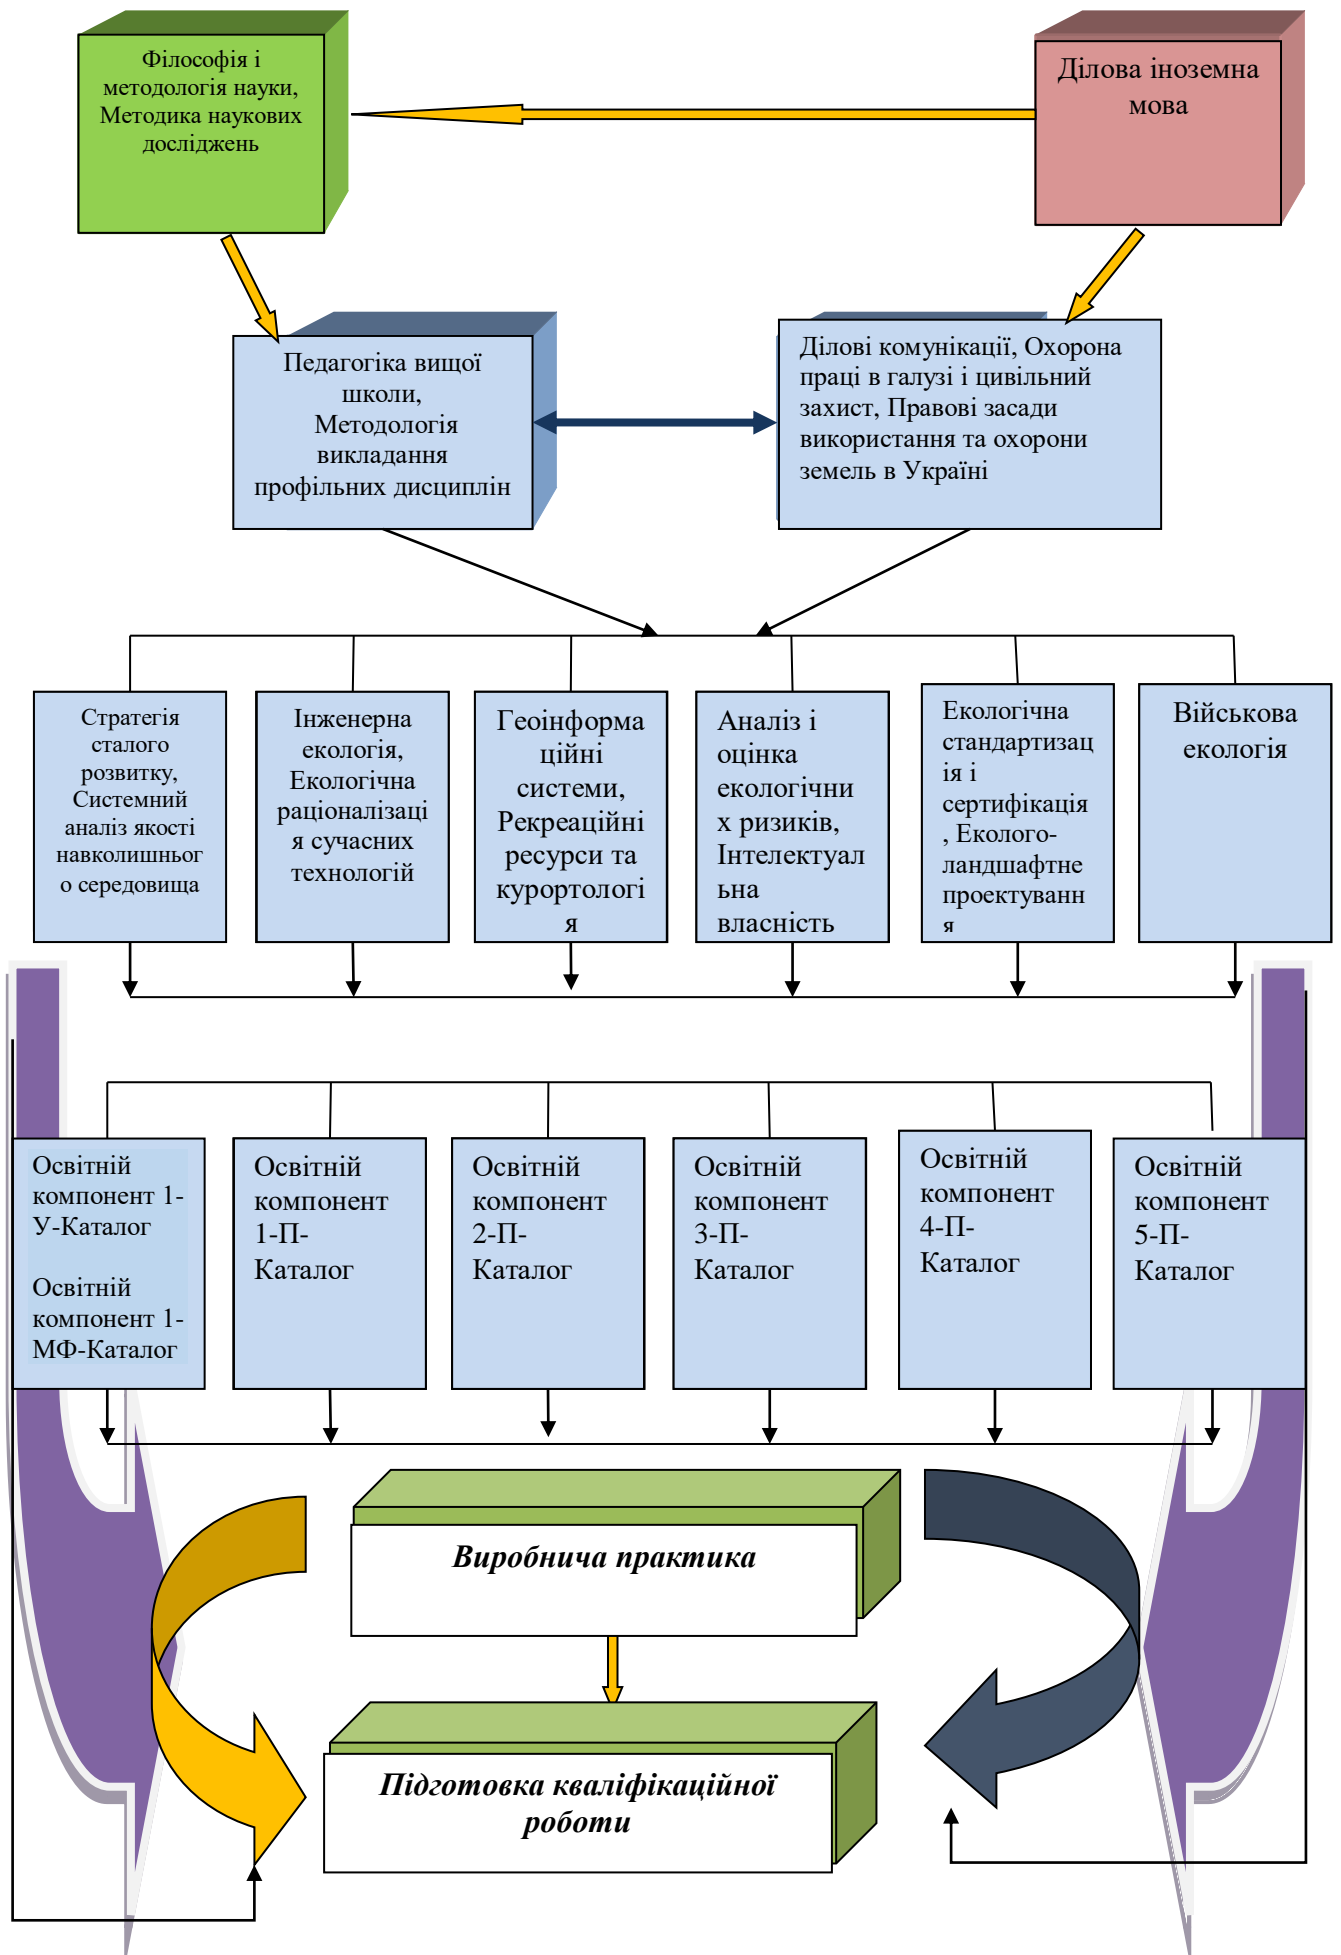 Філософія і
методологія науки,
Методика наукових
досліджень
Ділова іноземна
мова
Педагогіка вищої
школи,
Методологія
викладання
профільних дисциплін
Ділові комунікації, Охорона
праці в галузі і цивільний
захист, Правові засади
використання та охорони
земель в Україні
Стратегія
сталого
розвитку,
Системний
аналіз якості
навколишньог
о середовища
Інженерна
екологія,
Екологічна
раціоналізаці
я сучасних
технологій
Геоінформа
ційні
системи,
Рекреаційні
ресурси та
курортологі
я
Аналіз і
оцінка
екологічни
х ризиків,
Інтелектуал
ьна
власність
Екологічна
стандартизац
ія і
сертифікація
, Еколого-
ландшафтне
проектуванн
я
Військова
екологія
Освітній
компонент 1-
У-Каталог
Освітній
компонент 1-
МФ-Каталог
Освітній
компонент
1-П-
Каталог
Освітній
компонент
2-П-
Каталог
Освітній
компонент
3-П-
Каталог
Освітній
компонент
4-П-
Каталог
Освітній
компонент
5-П-
Каталог
Виробнича практика
Підготовка кваліфікаційної
роботи